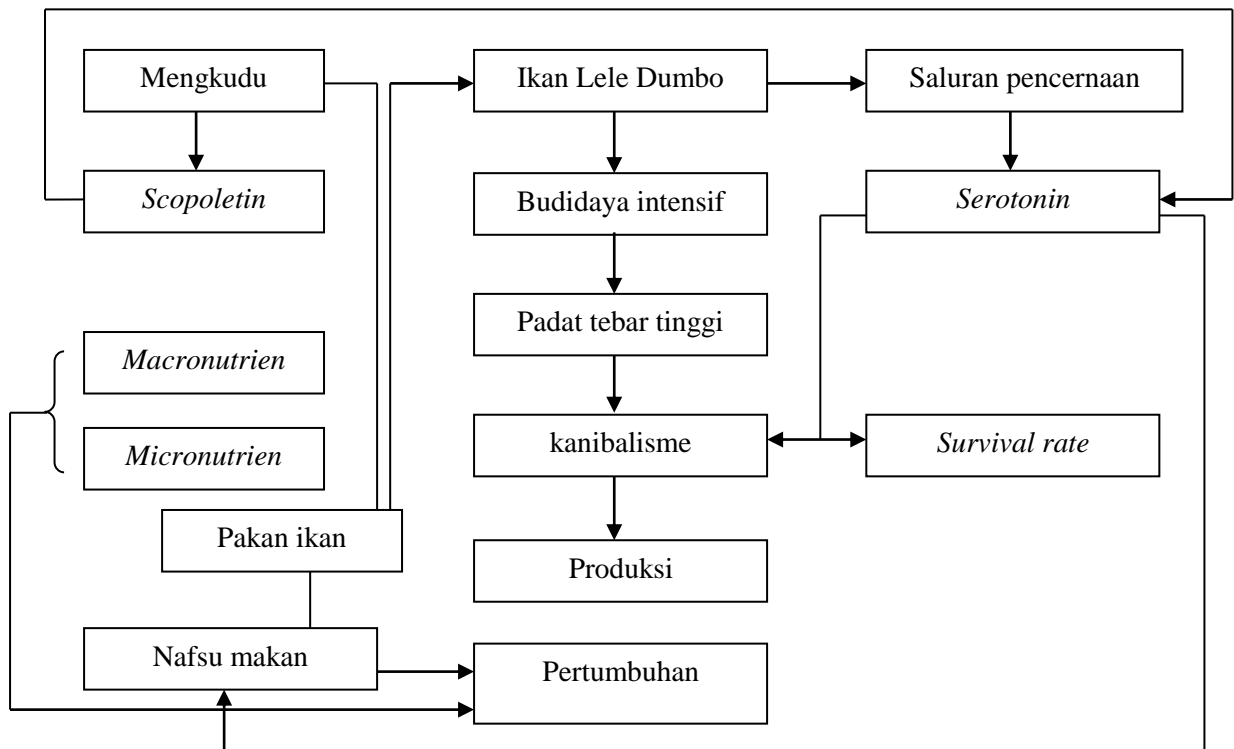 Mengkudu
Ikan Lele Dumbo
Saluran pencernaan
Scopoletin
Budidaya intensif
Serotonin
Padat tebar tinggi
Macronutrien
kanibalisme
Survival rate
Micronutrien
Pakan ikan
Produksi
Nafsu makan
Pertumbuhan